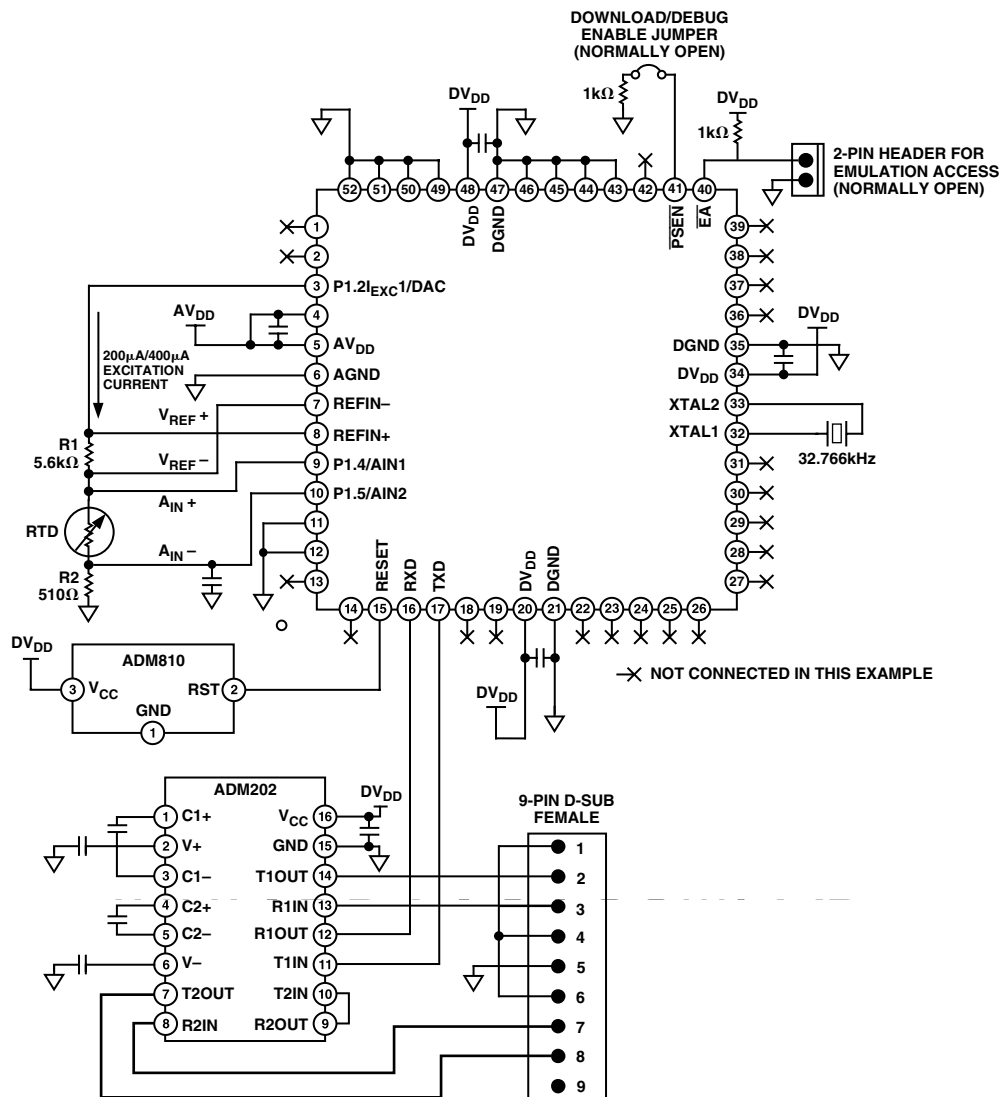 DOWNLOAD/DEBUG
ENABLE JUMPER
(NORMALLY OPEN)
DVDD
1kΩ
DVDD
1kΩ
2-PIN HEADER FOR
EMULATION ACCESS
(NORMALLY OPEN)
52 51 50 49 48 47 46 45 44 43 42 41 40
DVDD
DGND
PSEN
EA
1
2
3 P1.2IEXC1/DAC
4
AVDD
5 AVDD
6 AGND
200µA/400µA
EXCITATION
CURRENT
7 REFIN–
VREF+
8 REFIN+
R1
5.6kΩ
VREF–
9 P1.4/AIN1
AIN+
10 P1.5/AIN2
RTD
11
AIN–
12
R2
510Ω
13
39
38
37
36
DVDD
DGND 35
DVDD 34
XTAL2 33
XTAL1 32
32.766kHz
31
30
29
28
27
RESET
RXD
TXD
DVDD
DGND
14 15 16 17 18 19 20 21 22 23 24 25 26
NOT CONNECTED IN THIS EXAMPLE
DVDD
DVDD
ADM810
3 VCC
RST 2
GND
1
ADM202
DVDD
1 C1+
VCC 16
2 V+
GND 15
3 C1–
T1OUT 14
4 C2+
R1IN 13
5 C2–
R1OUT 12
6 V–
T1IN 11
7 T2OUT
T2IN 10
8 R2IN
R2OUT 9
9-PIN D-SUB
FEMALE
1
2
3
4
5
6
7
8
9